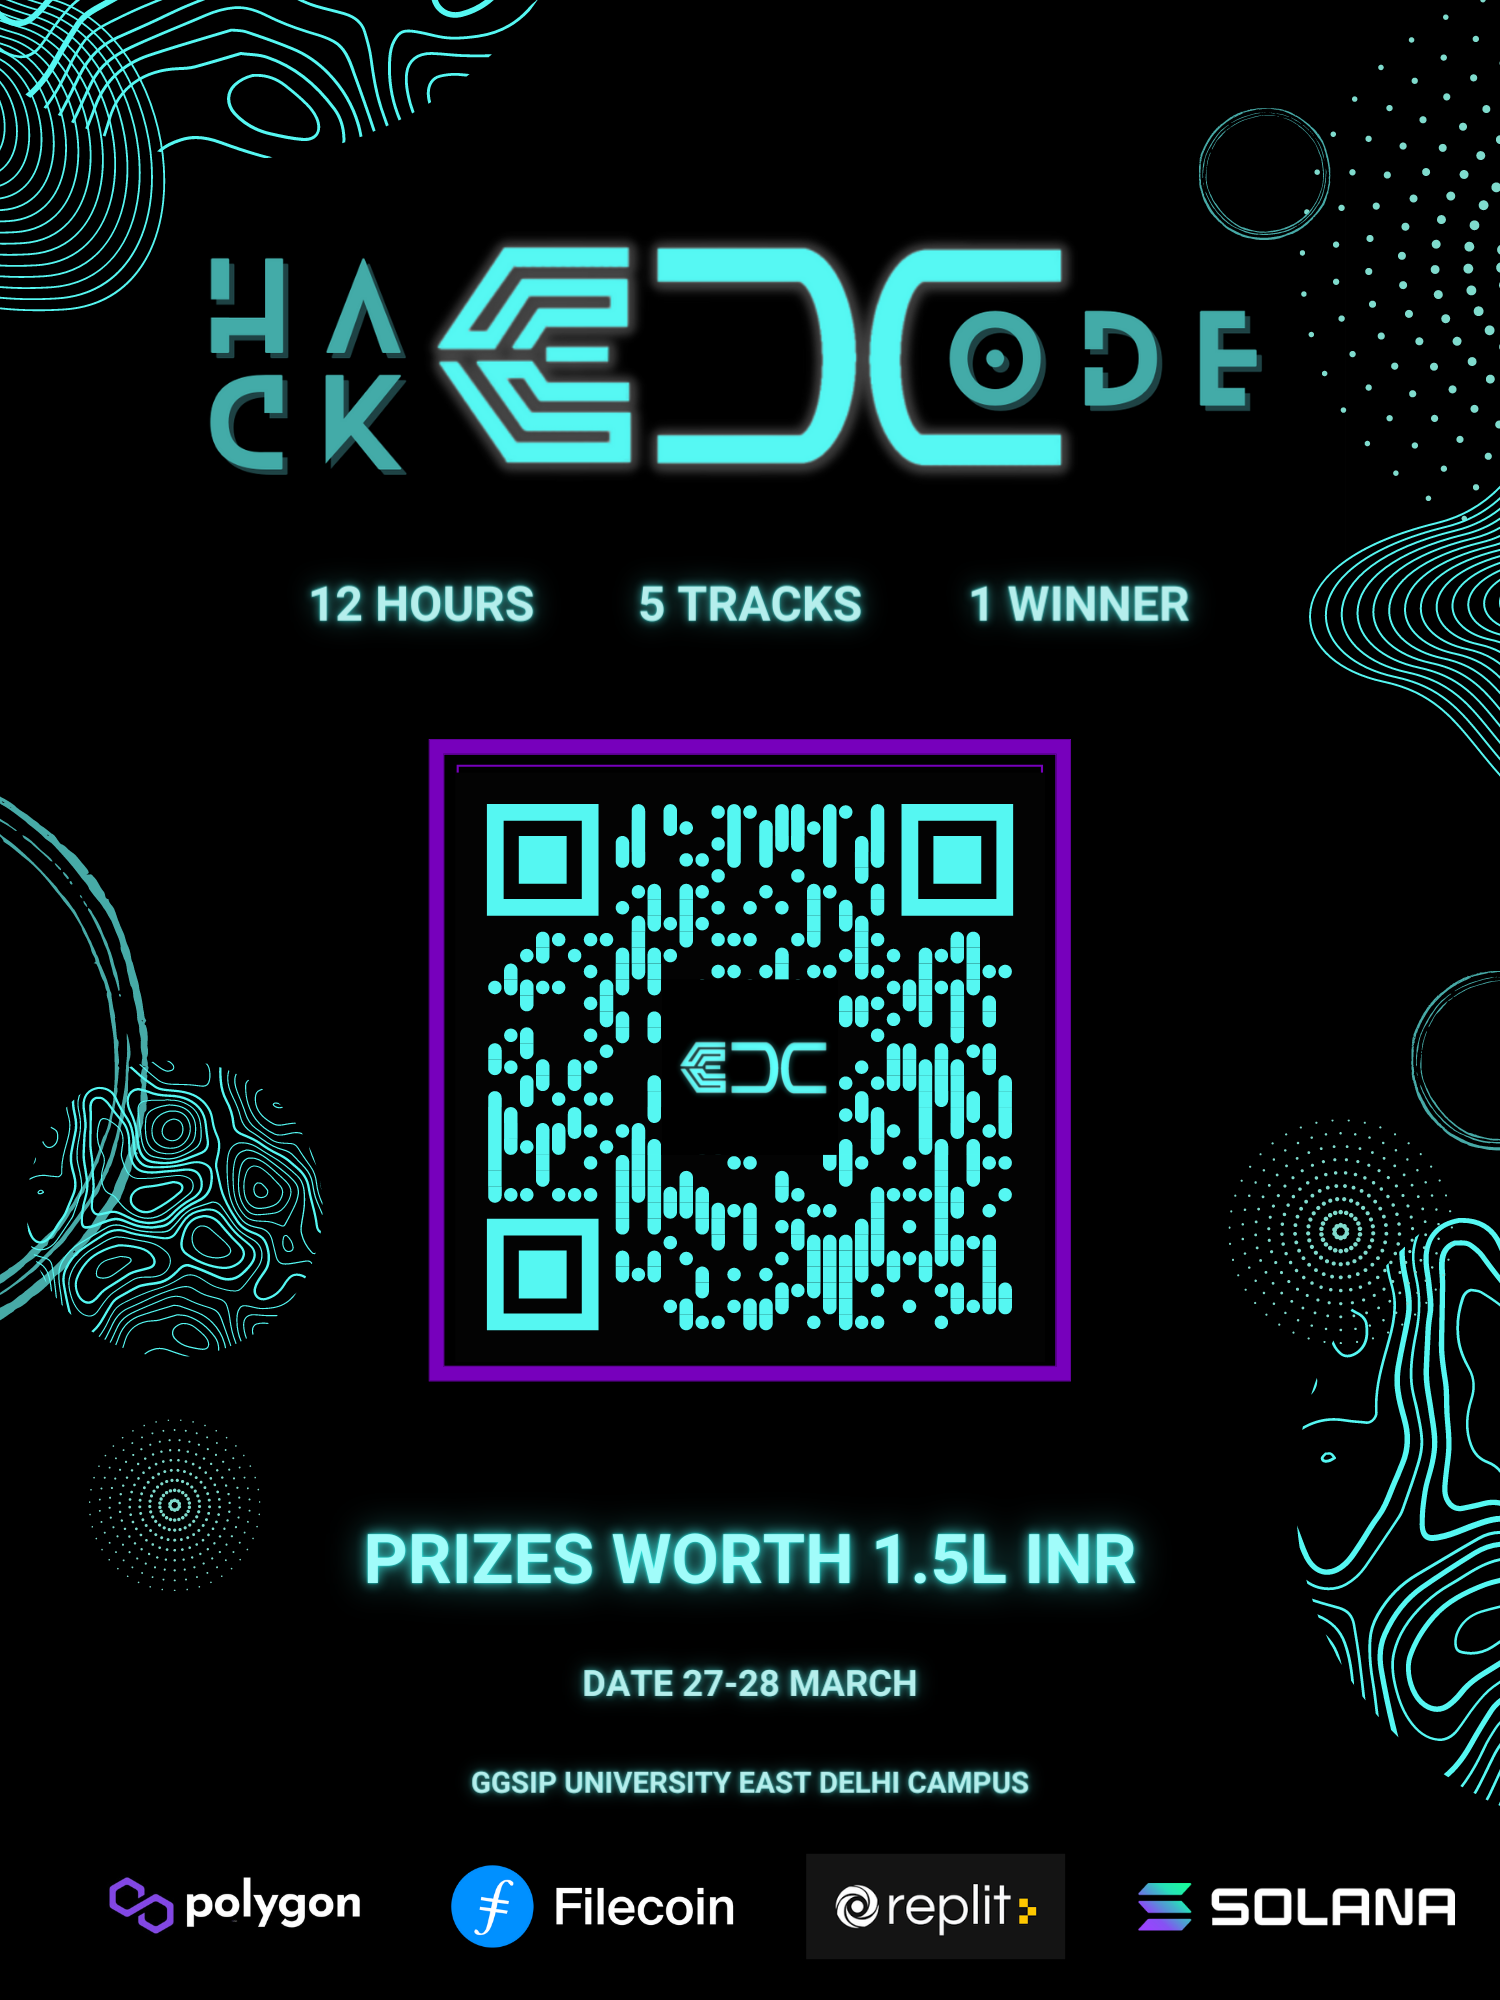 HACK EDC ODE
12 HOURS 5 TRACKS 1 WINNER
EDC
PRIZES WORTH 1.5L INR
DATE 27-28 MARCH
GGSIP UNIVERSITY EAST DELHI CAMPUS
polygon Filecoin replit SOLANA